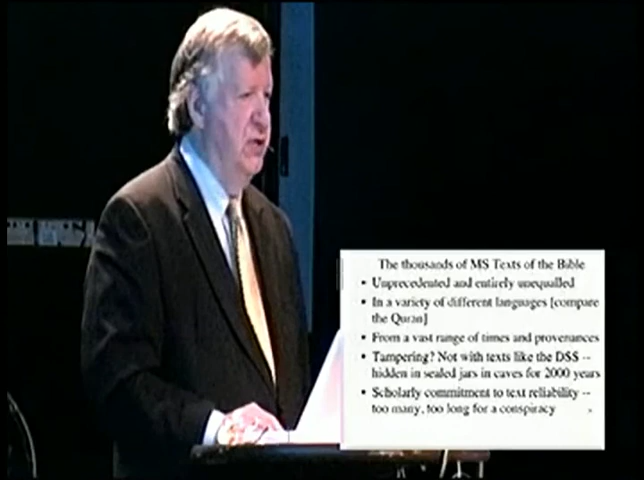 The thousands of MS Texts of the Bible
• Unprecedented and entirely unequalled
• In a variety of different languages [compare
the Quran]
• From a vast range of times and provenances
• Tampering? Not with texts like the DSS --
hidden in sealed jars in caves for 2000 years
• Scholarly commitment to text reliability --
too many, too long for a conspiracy